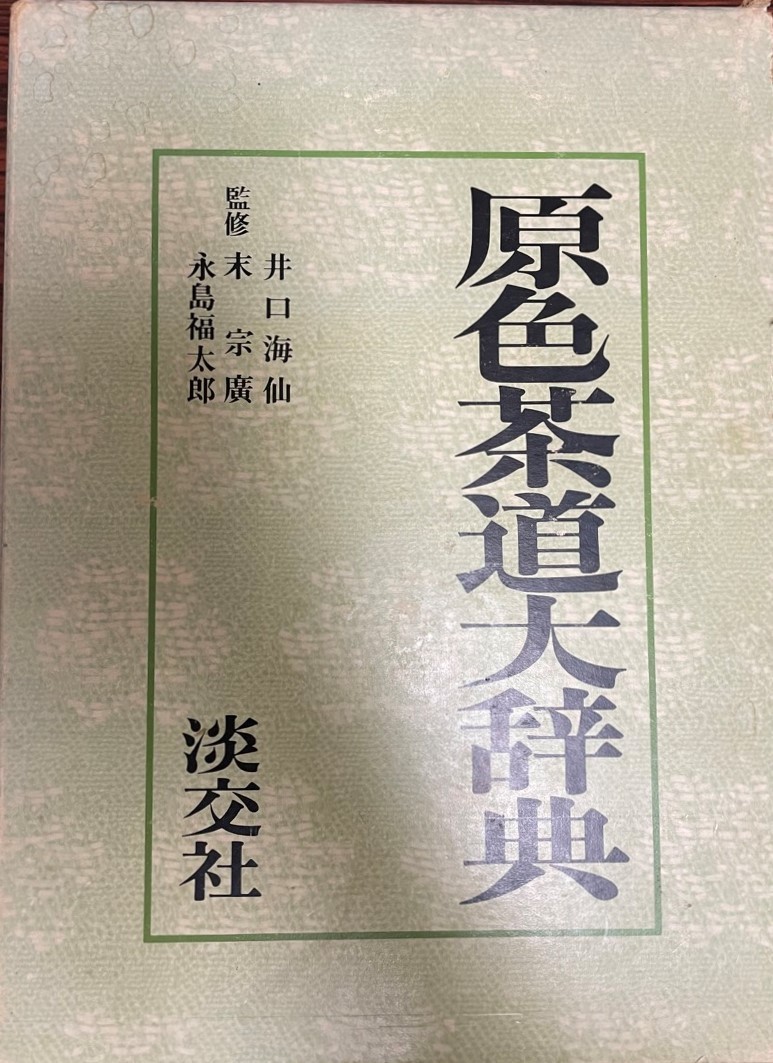 原色茶道大辞典
井口海仙
監修 末宗廣
永島福太郎
淡交社